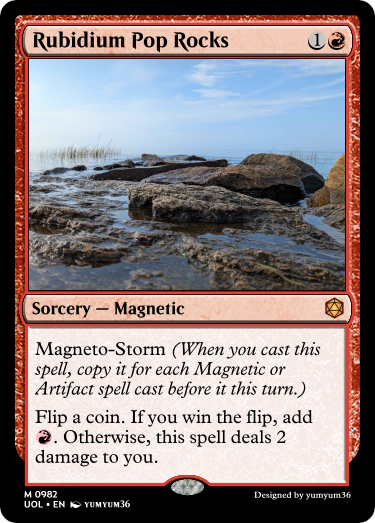 Rubidium Pop Rocks 1
Sorcery — Magnetic
Magneto-Storm (When you cast this
spell, copy it for each Magnetic or
Artifact spell cast before it this turn.)
Flip a coin. If you win the flip, add
. Otherwise, this spell deals 2
damage to you.
M 0982
UOL • EN YUMYUM36
Designed by yumyum36